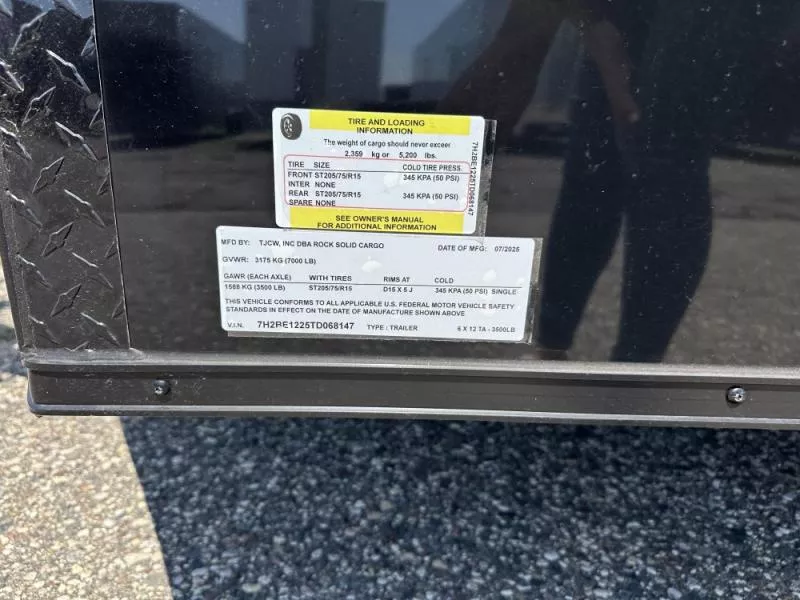 TIRE AND LOADING
INFORMATION
The weight of cargo should never exceed
2,359 kg or 5,200 lbs.
TIRE SIZE COLD TIRE PRESS.
FRONT ST205/75/R15 345 KPA (50 PSI)
INTER NONE
REAR ST205/75/R15 345 KPA (50 PSI)
SPARE NONE
SEE OWNER'S MANUAL
FOR ADDITIONAL INFORMATION
7H2BE1225TD068147
MFD BY: TJCW, INC DBA ROCK SOLID CARGO DATE OF MFG: 07/2025
GVWR: 3175 KG (7000 LB)
GAWR (EACH AXLE) WITH TIRES RIMS AT COLD
1588 KG (3500 LB) ST205/75/R15 D15 X 5 J 345 KPA (50 PSI) SINGLE
THIS VEHICLE CONFORMS TO ALL APPLICABLE U.S. FEDERAL MOTOR VEHICLE SAFETY
STANDARDS IN EFFECT ON THE DATE OF MANUFACTURE SHOWN ABOVE
V.I.N. 7H2BE1225TD068147 TYPE : TRAILER 6 X 12 TA - 3500LB